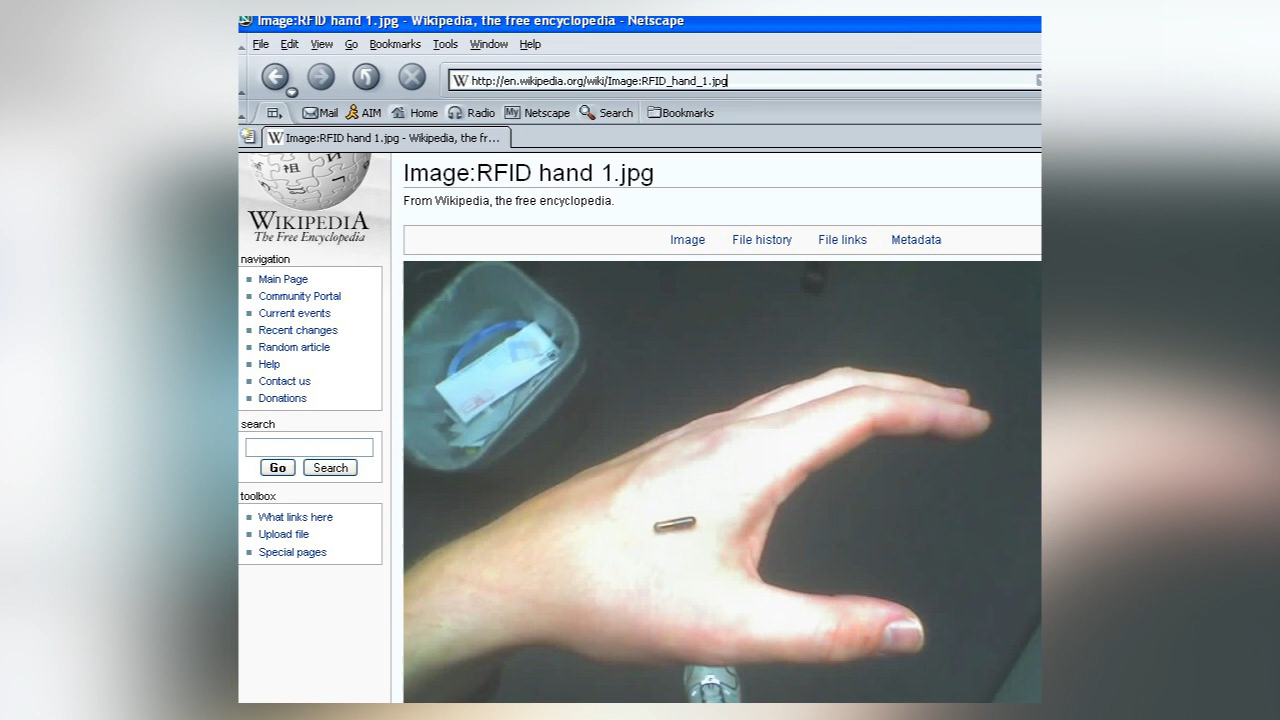 Image:RFID hand 1.jpg - Wikipedia, the free encyclopedia - Netscape
File Edit View Go Bookmarks Tools Window Help
http://en.wikipedia.org/wiki/Image:RFID_hand_1.jpg
Mail AIM Home Radio My Netscape Search Bookmarks
W Image:RFID hand 1.jpg - Wikipedia, the fr...
祖
WIKIPEDIA
The Free Encyclopedia
Image:RFID hand 1.jpg
From Wikipedia, the free encyclopedia.
Image File history File links Metadata
navigation
Main Page
Community Portal
Current events
Recent changes
Random article
Help
Contact us
Donations
search
Go Search
toolbox
What links here
Upload file
Special pages